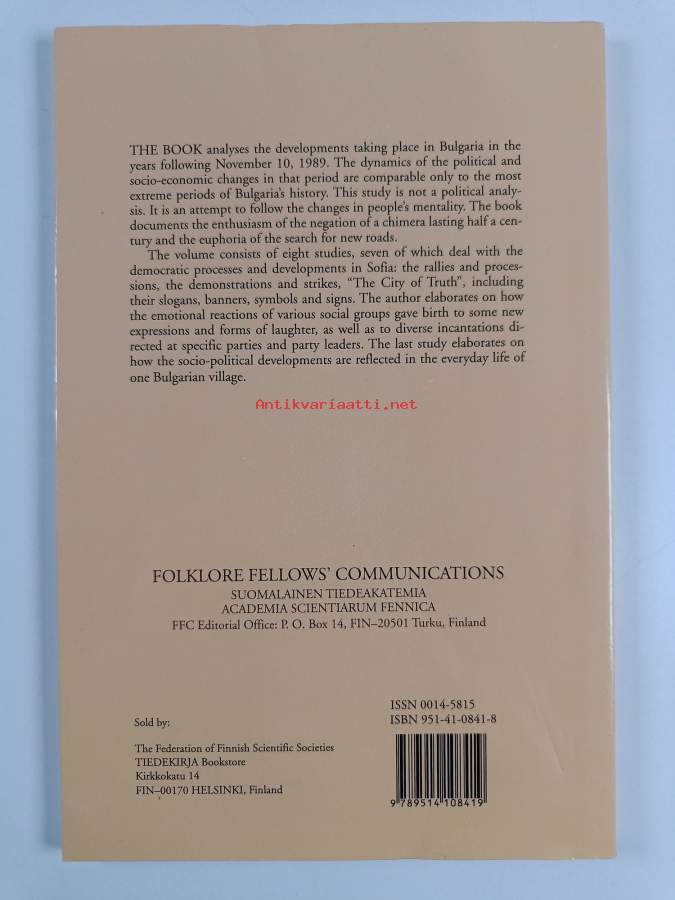 THE BOOK analyses the developments taking place in Bulgaria in the
years following November 10, 1989. The dynamics of the political and
socio-economic changes in that period are comparable only to the most
extreme periods of Bulgaria's history. This study is not a political analy-
sis. It is an attempt to follow the changes in people's mentality. The book
documents the enthusiasm of the negation of a chimera lasting half a cen-
tury and the euphoria of the search for new roads.
The volume consists of eight studies, seven of which deal with the
democratic processes and developments in Sofia: the rallies and proces-
sions, the demonstrations and strikes, "The City of Truth", including
their slogans, banners, symbols and signs. The author elaborates on how
the emotional reactions of various social groups gave birth to some new
expressions and forms of laughter, as well as to diverse incantations di-
rected at specific parties and party leaders. The last study elaborates on
how the socio-political developments are reflected in the everyday life of
one Bulgarian village.
Antikvariaatti.net
FOLKLORE FELLOWS' COMMUNICATIONS
SUOMALAINEN TIEDEAKATEMIA
ACADEMIA SCIENTIARUM FENNICA
FFC Editorial Office: P. O. Box 14, FIN–20501 Turku, Finland
ISSN 0014-5815
ISBN 951-41-0841-8
Sold by:
The Federation of Finnish Scientific Societies
TIEDEKIRJA Bookstore
Kirkkokatu 14
FIN–00170 HELSINKI, Finland
9 789514 108419